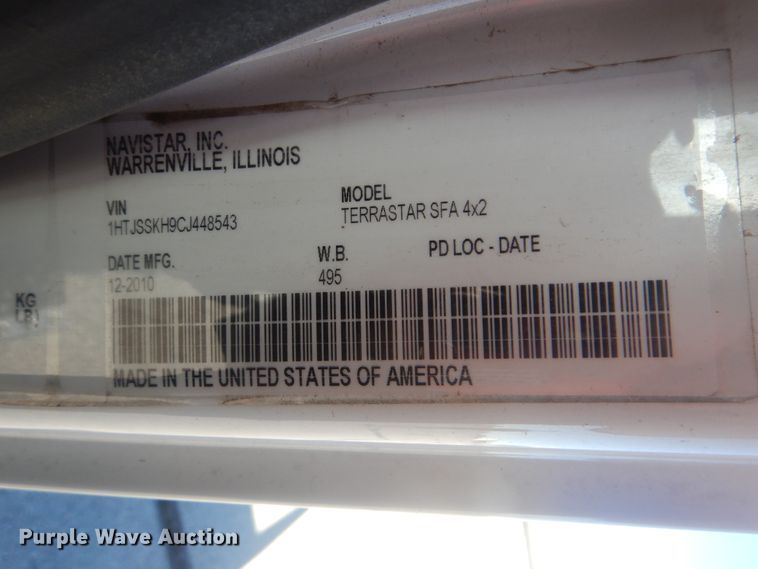 NAVISTAR, INC.
WARRENVILLE, ILLINOIS
VIN
1HTJSSKH9CJ448543
MODEL
TERRASTAR SFA 4x2
DATE MFG.
12-2010
W.B.
495
PD LOC - DATE
KG
LB)
MADE IN THE UNITED STATES OF AMERICA
Purple Wave Auction